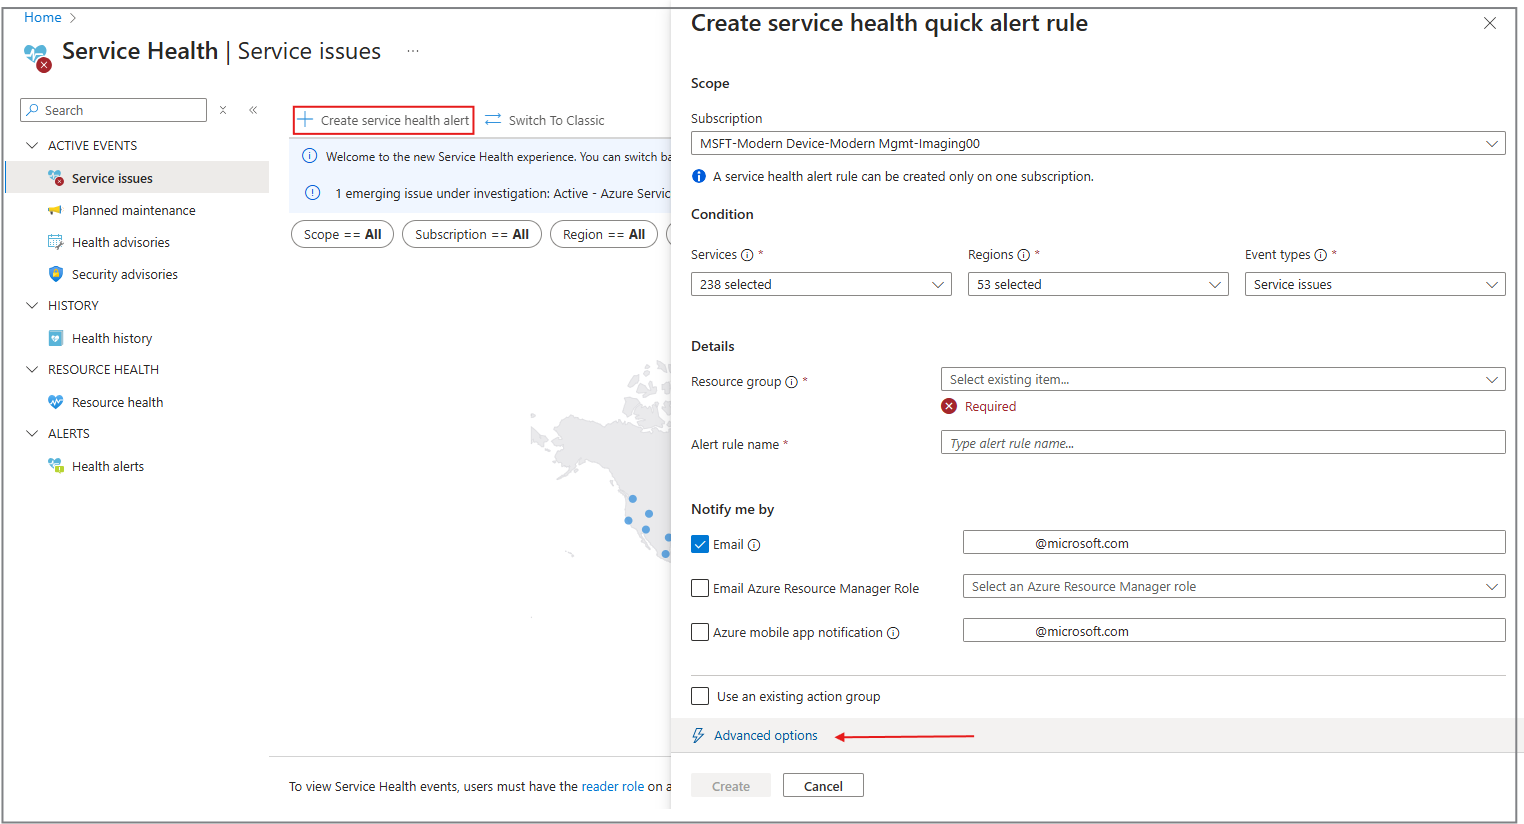 Home
Service Health | Service issues ...
Search
ACTIVE EVENTS
Service issues
Planned maintenance
Health advisories
Security advisories
HISTORY
Health history
RESOURCE HEALTH
Resource health
ALERTS
Health alerts
Create service health alert
Switch To Classic
Welcome to the new Service Health experience. You can switch ba
1 emerging issue under investigation: Active - Azure Servic
Scope == All
Subscription == All
Region == All
To view Service Health events, users must have the reader role on a
Create service health quick alert rule
Scope
Subscription
MSFT-Modern Device-Modern Mgmt-Imaging00
A service health alert rule can be created only on one subscription.
Condition
Services *
Regions *
Event types *
238 selected
53 selected
Service issues
Details
Resource group *
Select existing item...
Required
Alert rule name *
Type alert rule name...
Notify me by
Email
@microsoft.com
Email Azure Resource Manager Role
Select an Azure Resource Manager role
Azure mobile app notification
@microsoft.com
Use an existing action group
Advanced options
Create
Cancel